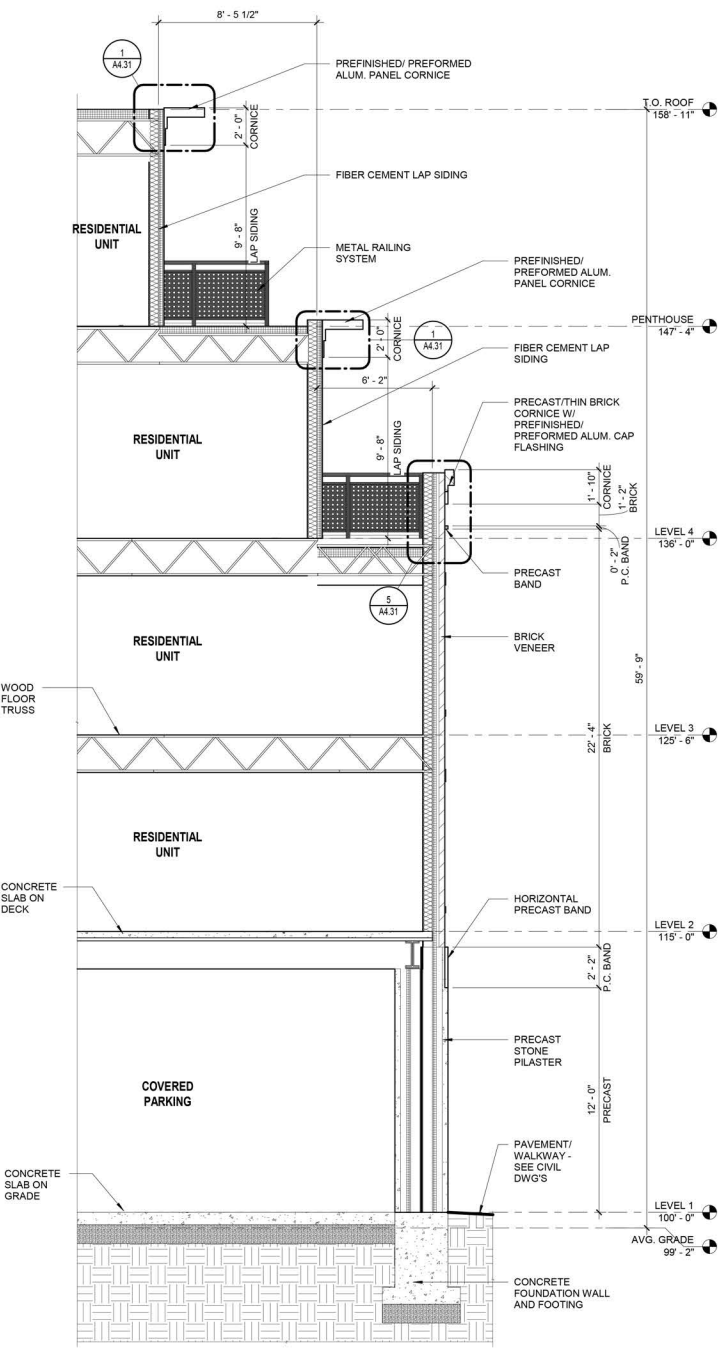 8' - 5 1/2"
1
A4.31
PREFINISHED/ PREFORMED
ALUM. PANEL CORNICE
T.O. ROOF
158' - 11"
2' - 0"
CORNICE
FIBER CEMENT LAP SIDING
RESIDENTIAL
UNIT
9' - 8"
LAP SIDING
METAL RAILING
SYSTEM
PREFINISHED/
PREFORMED ALUM.
PANEL CORNICE
PENTHOUSE
147' - 4"
2' - 0"
CORNICE
1
A4.31
FIBER CEMENT LAP
SIDING
6' - 2"
PRECAST/THIN BRICK
CORNICE W/
PREFINISHED/
PREFORMED ALUM. CAP
FLASHING
RESIDENTIAL
UNIT
9' - 8"
LAP SIDING
1' - 10"
CORNICE
1' - 2"
BRICK
LEVEL 4
136' - 0"
0' - 2"
P.C. BAND
PRECAST
BAND
5
A4.31
RESIDENTIAL
UNIT
BRICK
VENEER
59' - 9"
WOOD
FLOOR
TRUSS
22' - 4"
BRICK
LEVEL 3
125' - 6"
RESIDENTIAL
UNIT
CONCRETE
SLAB ON
DECK
HORIZONTAL
PRECAST BAND
LEVEL 2
115' - 0"
2' - 2"
P.C. BAND
PRECAST
STONE
PILASTER
COVERED
PARKING
12' - 0"
PRECAST
PAVEMENT/
WALKWAY -
SEE CIVIL
DWG'S
CONCRETE
SLAB ON
GRADE
LEVEL 1
100' - 0"
AVG. GRADE
99' - 2"
CONCRETE
FOUNDATION WALL
AND FOOTING